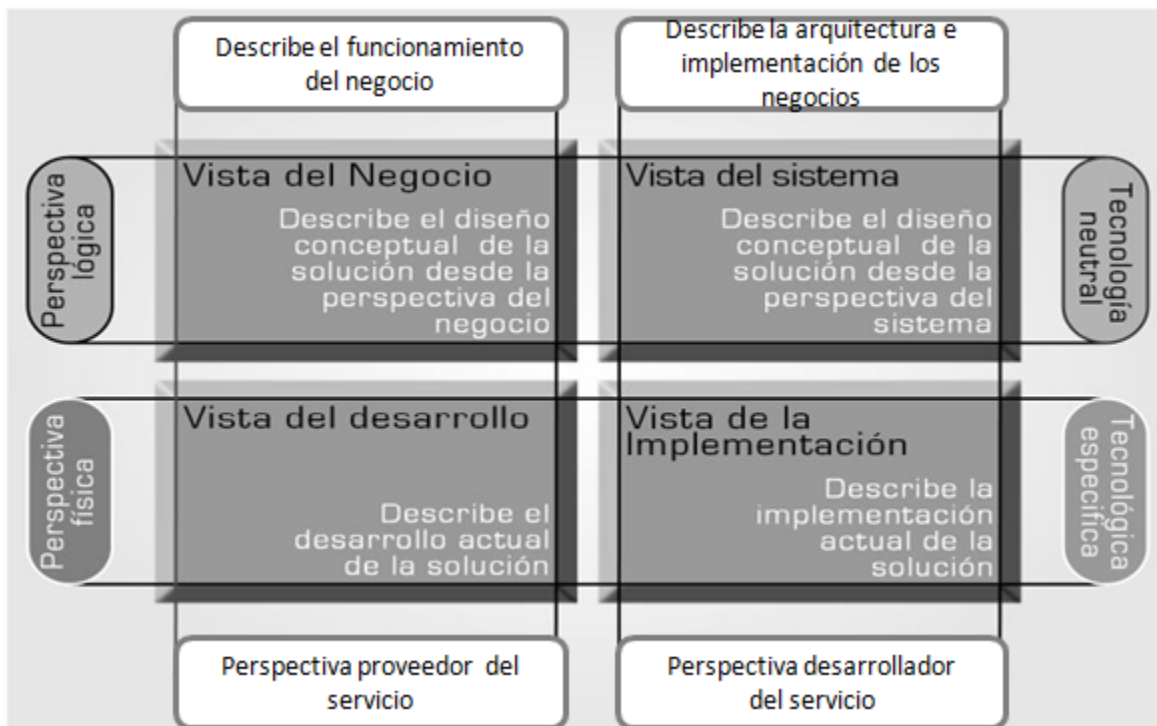 Describe el funcionamiento
del negocio
Describe la arquitectura e
implementación de los
negocios
Perspectiva
lógica
Vista del Negocio
Describe el diseño
conceptual de la
solución desde la
perspectiva del
negocio
Vista del sistema
Describe el diseño
conceptual de la
solución desde la
perspectiva del
sistema
Tecnología
neutral
Perspectiva
física
Vista del desarrollo
Describe el
desarrollo actual
de la solución
Vista de la
Implementación
Describe la
implementación
actual de la
solución
Tecnológica
especifica
Perspectiva proveedor del
servicio
Perspectiva desarrollador
del servicio